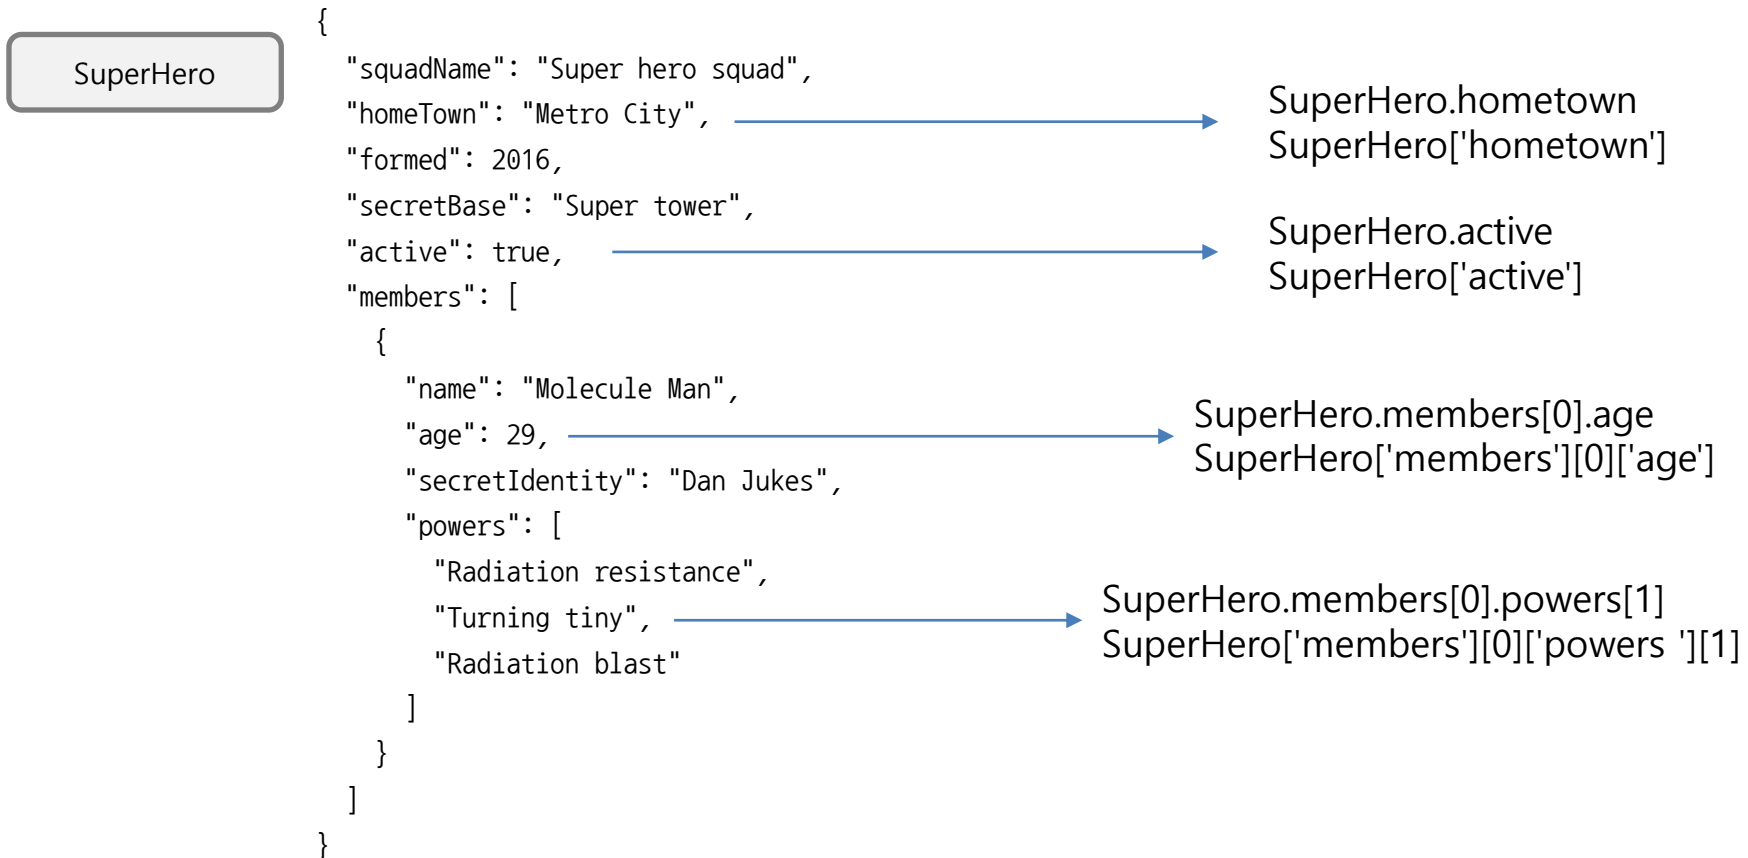 SuperHero
{
"squadName": "Super hero squad",
"homeTown": "Metro City",
"formed": 2016,
"secretBase": "Super tower",
"active": true,
"members": [
{
"name": "Molecule Man",
"age": 29,
"secretIdentity": "Dan Jukes",
"powers": [
"Radiation resistance",
"Turning tiny",
"Radiation blast"
]
}
]
}
SuperHero.hometown
SuperHero['hometown']
SuperHero.active
SuperHero['active']
SuperHero.members[0].age
SuperHero['members'][0]['age']
SuperHero.members[0].powers[1]
SuperHero['members'][0]['powers '][1]